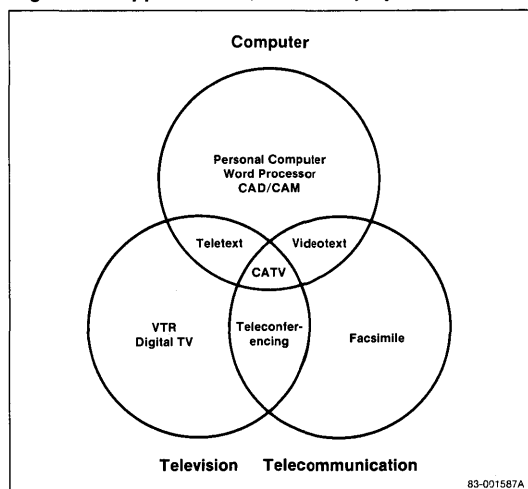 Computer
Personal Computer
Word Processor
CAD/CAM
Teletext
Videotext
CATV
VTR
Digital TV
Teleconfer-
encing
Facsimile
Television
Telecommunication
83-001587A